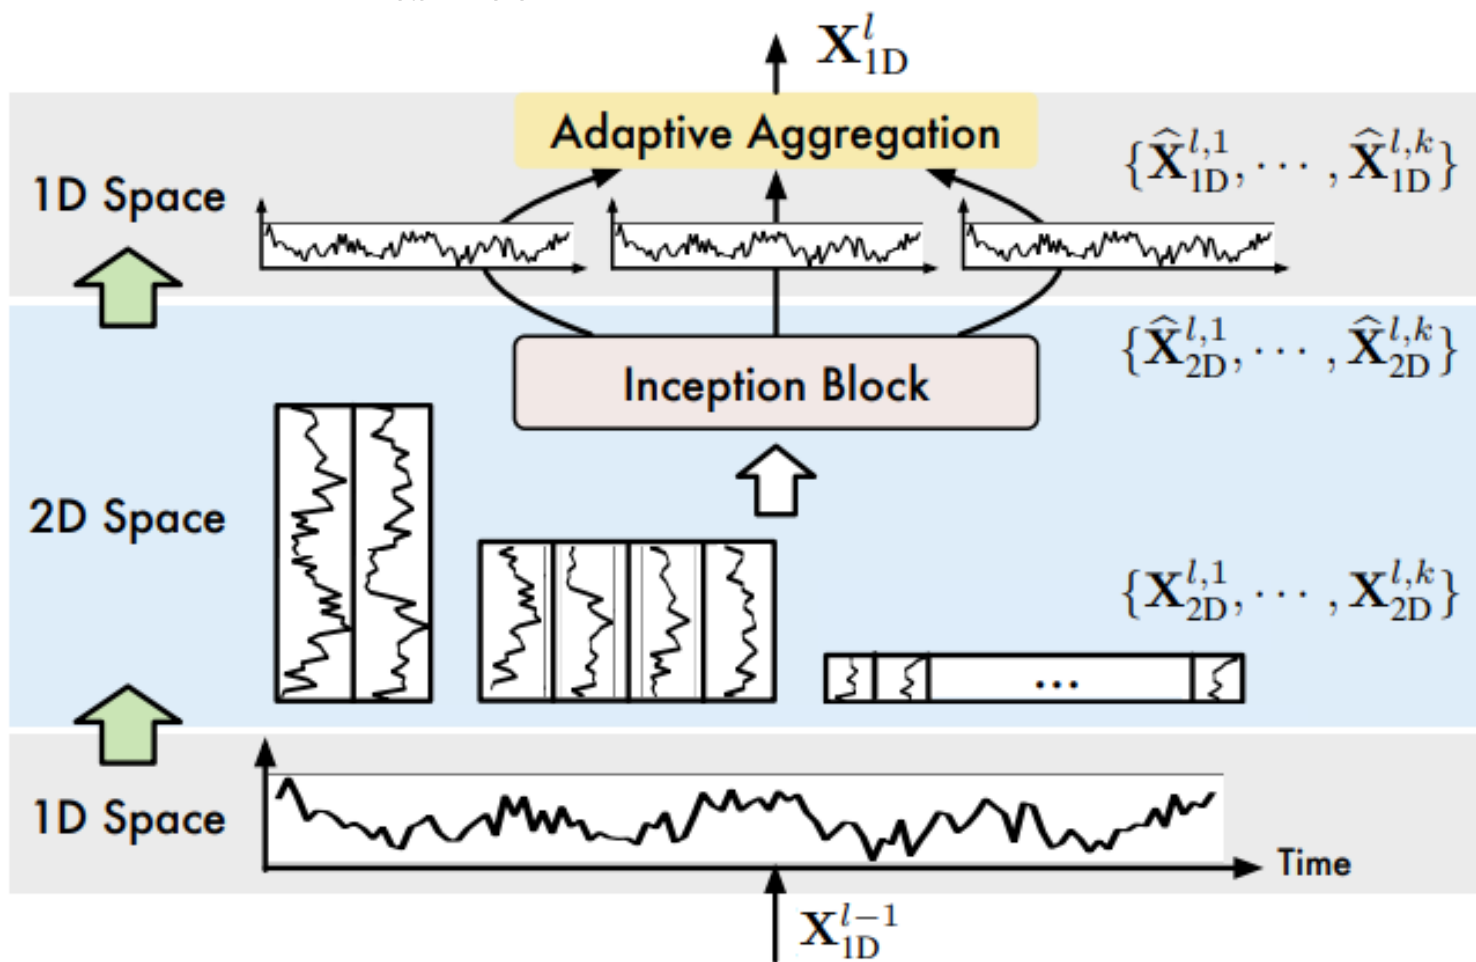 X^l_1D
Adaptive Aggregation
{X̂^{l,1}_1D, ⋯ , X̂^{l,k}_1D}
1D Space
{X̂^{l,1}_2D, ⋯ , X̂^{l,k}_2D}
Inception Block
2D Space
{X^{l,1}_2D, ⋯ , X^{l,k}_2D}
...
1D Space
Time
X^{l−1}_1D